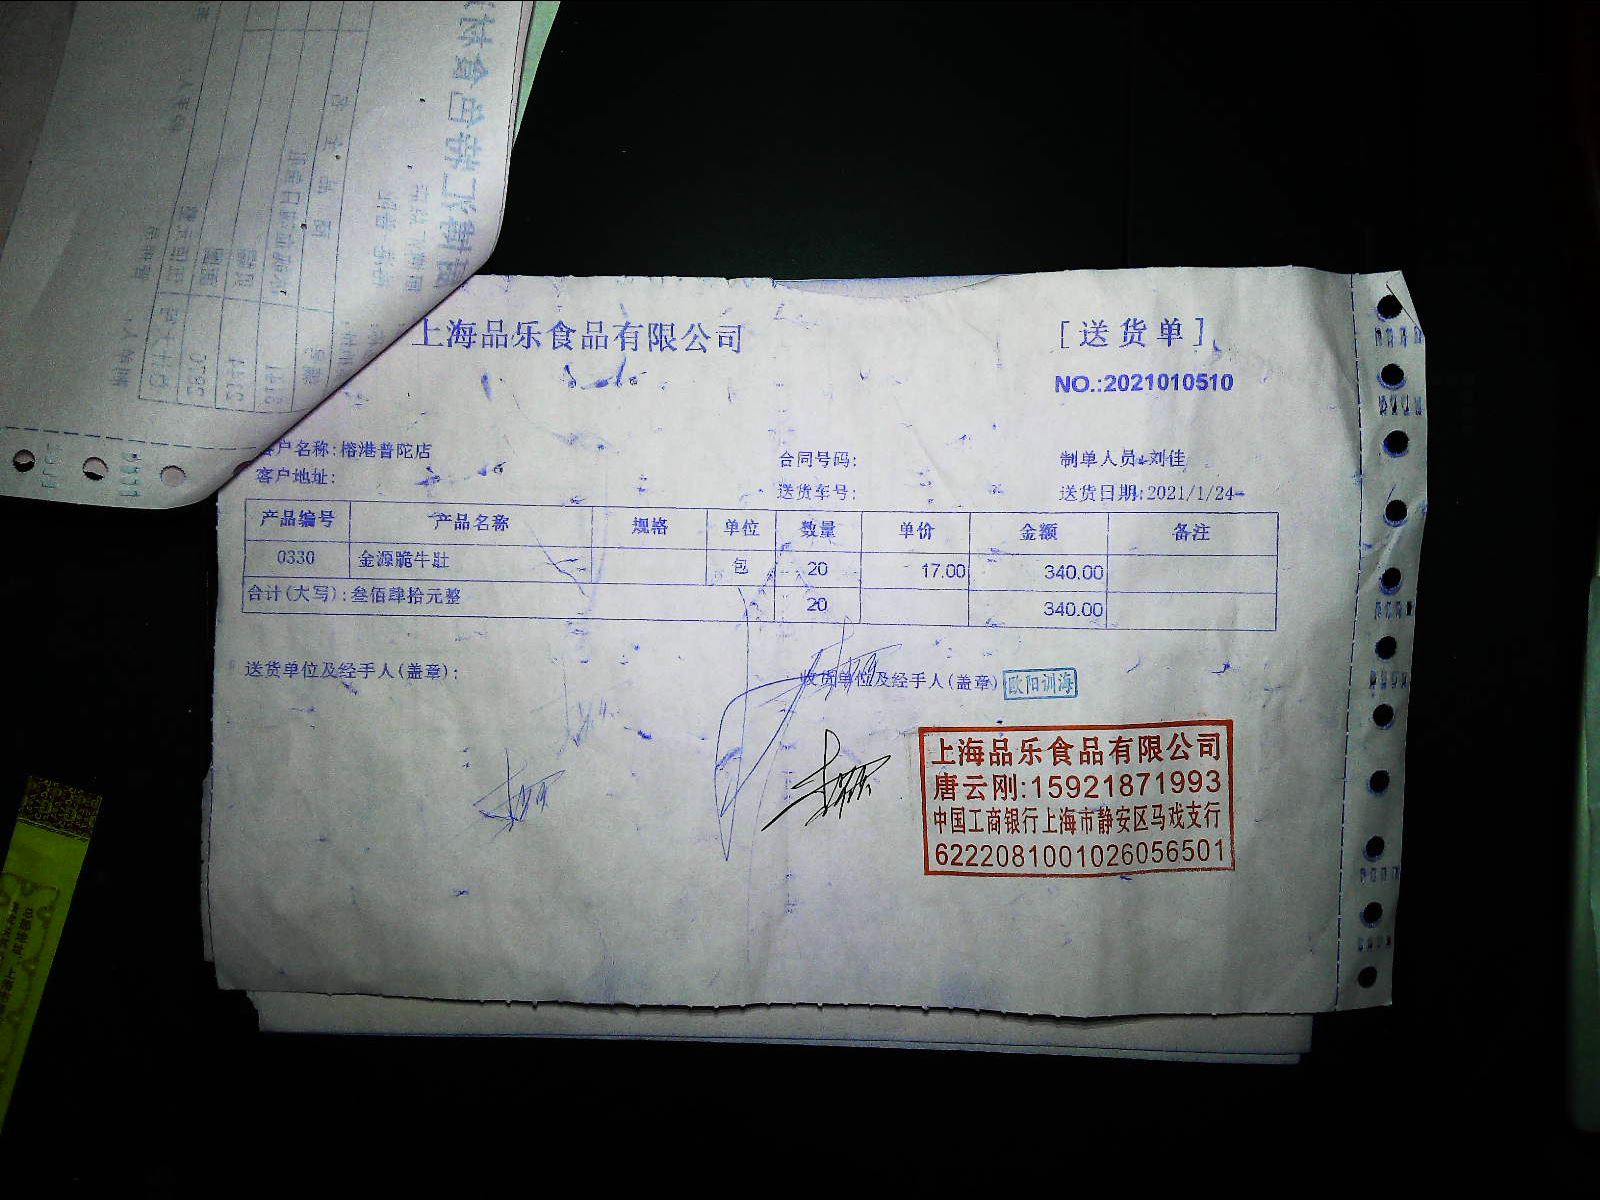 上海品乐食品有限公司
[送货单]
NO.:2021010510
客户名称:榕港普陀店
合同号码:
制单人员:刘佳
客户地址:
送货车号:
送货日期:2021/1/24
产品编号 产品名称 规格 单位 数量 单价 金额 备注
0330 金源脆牛肚 包 20 17.00 340.00
合计(大写):叁佰肆拾元整 20 340.00
送货单位及经手人(盖章):
收货单位及经手人(盖章)
欧阳训海
上海品乐食品有限公司
唐云刚:15921871993
中国工商银行上海市静安区马戏支行
6222081001026056501